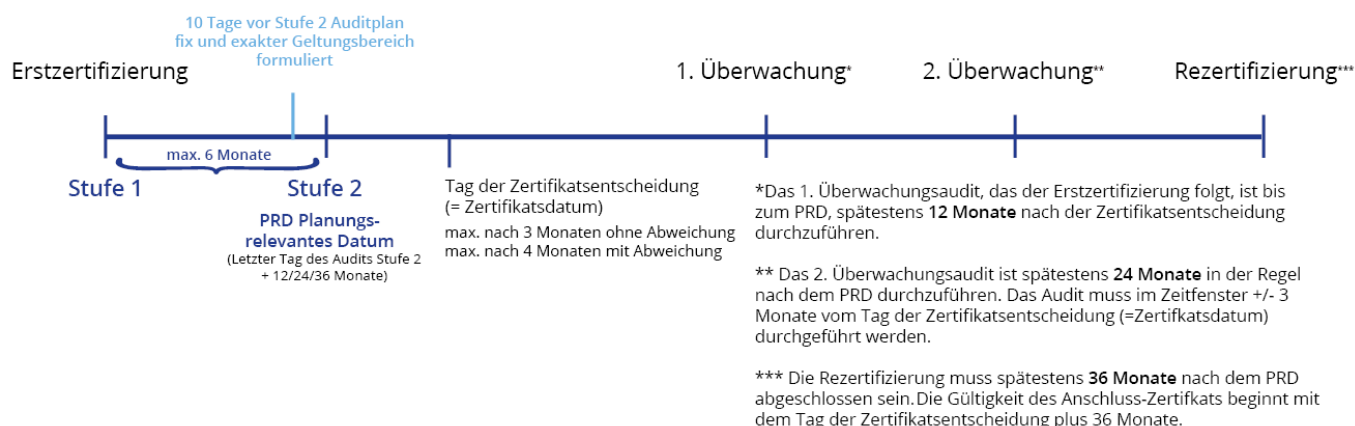 10 Tage vor Stufe 2 Auditplan
fix und exakter Geltungsbereich
formuliert
Erstzertifizierung
1. Überwachung*
2. Überwachung**
Rezertifizierung***
max. 6 Monate
Stufe 1
Stufe 2
PRD Planungs-
relevantes Datum
(Letzter Tag des Audits Stufe 2
+ 12/24/36 Monate)
Tag der Zertifikatsentscheidung
(= Zertifikatsdatum)
max. nach 3 Monaten ohne Abweichung
max. nach 4 Monaten mit Abweichung
*Das 1. Überwachungsaudit, das der Erstzertifizierung folgt, ist bis
zum PRD, spätestens 12 Monate nach der Zertifikatsentscheidung
durchzuführen.
** Das 2. Überwachungsaudit ist spätestens 24 Monate in der Regel
nach dem PRD durchzuführen. Das Audit muss im Zeitfenster +/- 3
Monate vom Tag der Zertifikatsentscheidung (=Zertifkatsdatum)
durchgeführt werden.
*** Die Rezertifizierung muss spätestens 36 Monate nach dem PRD
abgeschlossen sein. Die Gültigkeit des Anschluss-Zertifkats beginnt mit
dem Tag der Zertifikatsentscheidung plus 36 Monate.